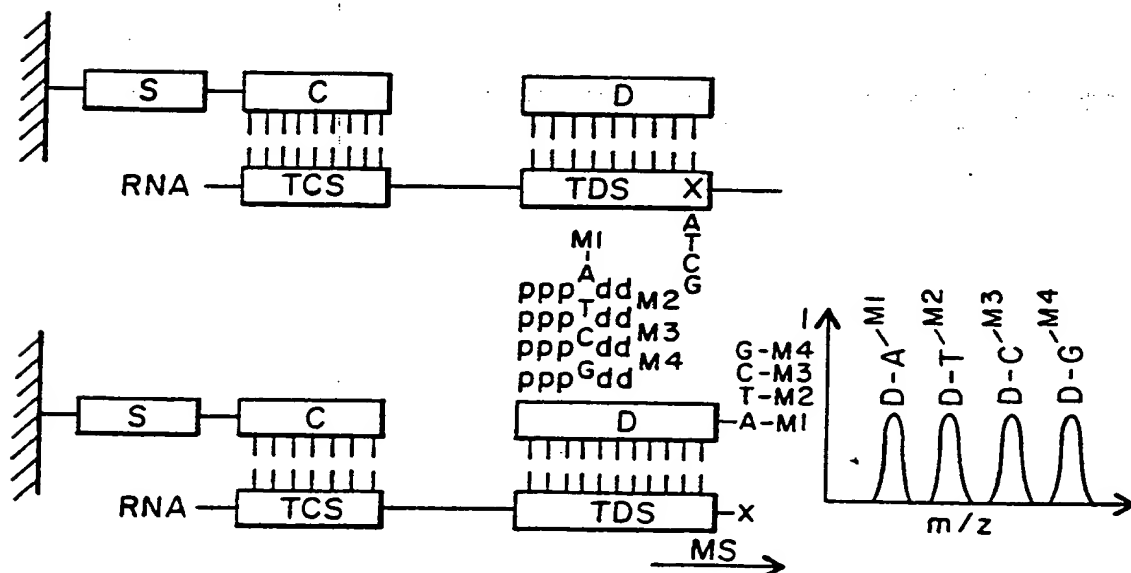 S C D
RNA TCS TDS X
A
T
C
G
M1
A
pppAdd M2
pppTdd M3
pppCdd M4
pppGdd
G-M4
C-M3
T-M2
A-M1
S C D
RNA TCS TDS X
MS
I
D-A-M1
D-T-M2
D-C-M3
D-G-M4
m/z